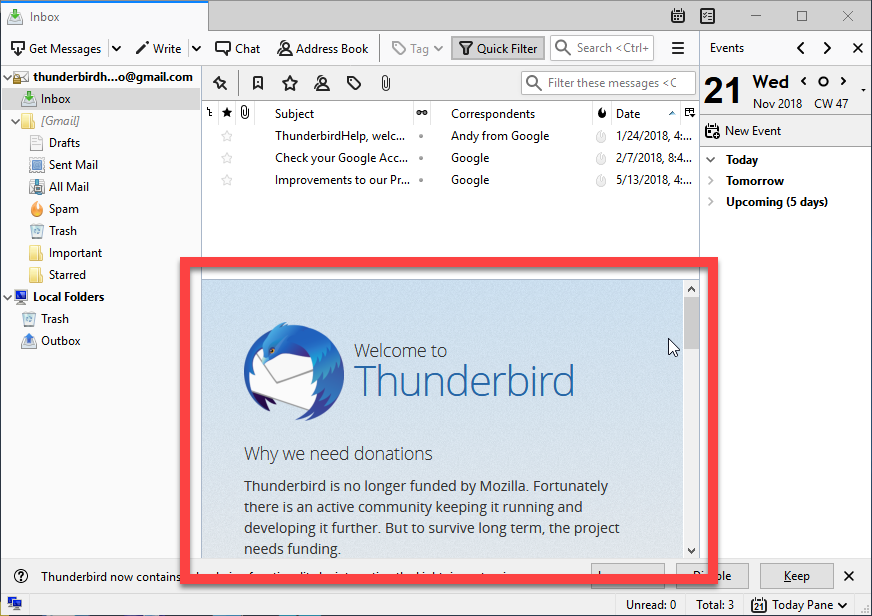 Inbox
Get Messages
Write
Chat
Address Book
Tag
Quick Filter
Search <Ctrl+
Events
thunderbirdh...o@gmail.com
Inbox
[Gmail]
Drafts
Sent Mail
All Mail
Spam
Trash
Important
Starred
Local Folders
Trash
Outbox
Filter these messages <C
Subject
Correspondents
Date
ThunderbirdHelp, welc...
Andy from Google
1/24/2018, 4:...
Check your Google Acc...
Google
2/7/2018, 8:4...
Improvements to our Pr...
Google
5/13/2018, 4:...
21
Wed
Nov 2018
CW 47
New Event
Today
Tomorrow
Upcoming (5 days)
Welcome to
Thunderbird
Why we need donations
Thunderbird is no longer funded by Mozilla. Fortunately
there is an active community keeping it running and
developing it further. But to survive long term, the project
needs funding.
Thunderbird now contains
Keep
Unread: 0
Total: 3
21
Today Pane